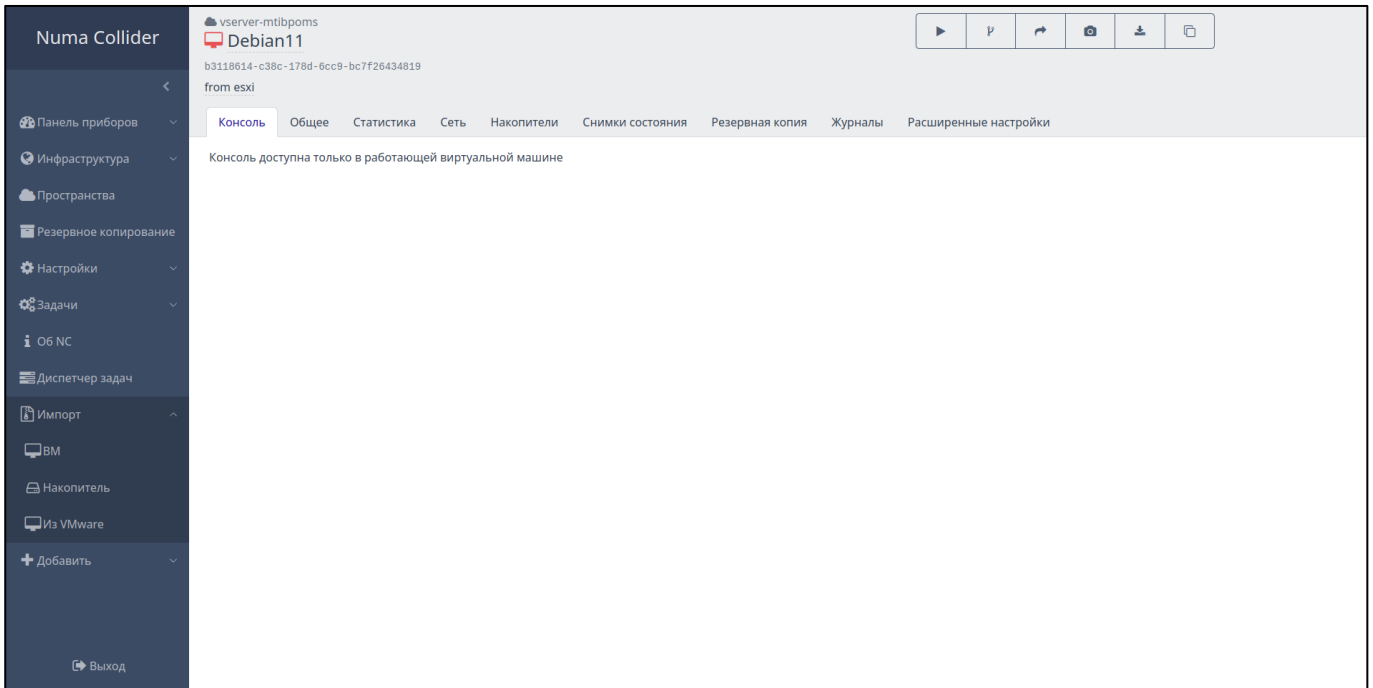 Numa Collider
vserver-mtibpoms
Debian11
b3118614-c38c-178d-6cc9-bc7f26434819
from esxi
Консоль Общее Статистика Сеть Накопители Снимки состояния Резервная копия Журналы Расширенные настройки
Консоль доступна только в работающей виртуальной машине
Панель приборов
Инфраструктура
Пространства
Резервное копирование
Настройки
Задачи
Об NC
Диспетчер задач
Импорт
ВМ
Накопитель
Из VMware
Добавить
Выход